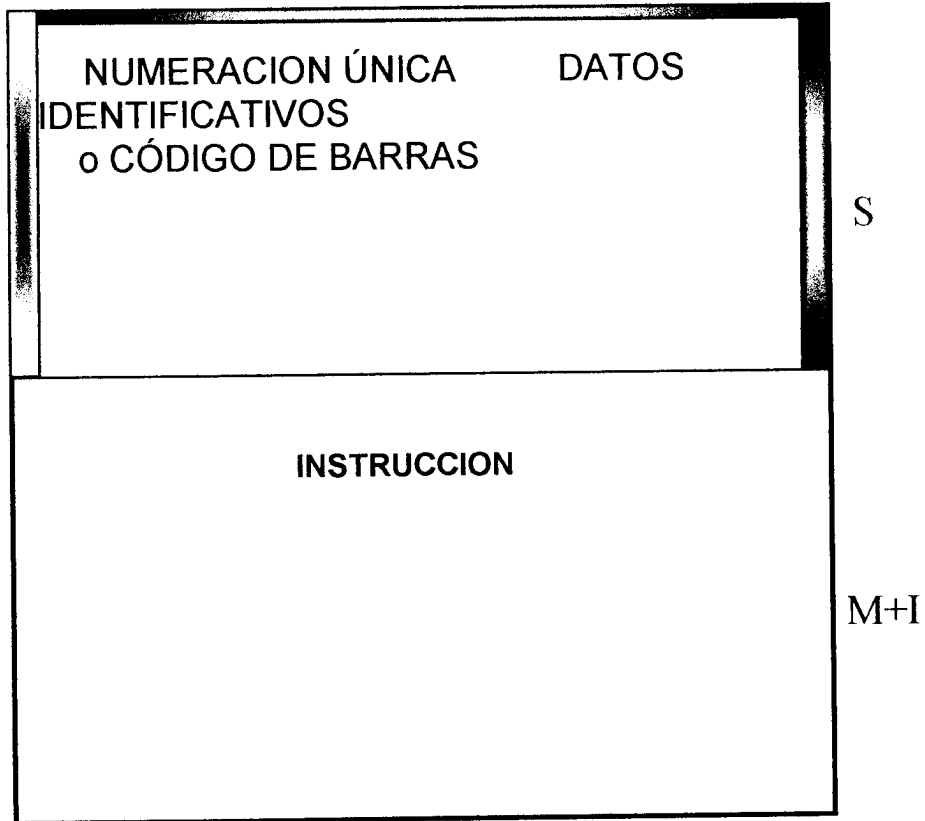 NUMERACION ÚNICA DATOS
IDENTIFICATIVOS
o CÓDIGO DE BARRAS
S
INSTRUCCION
M+I